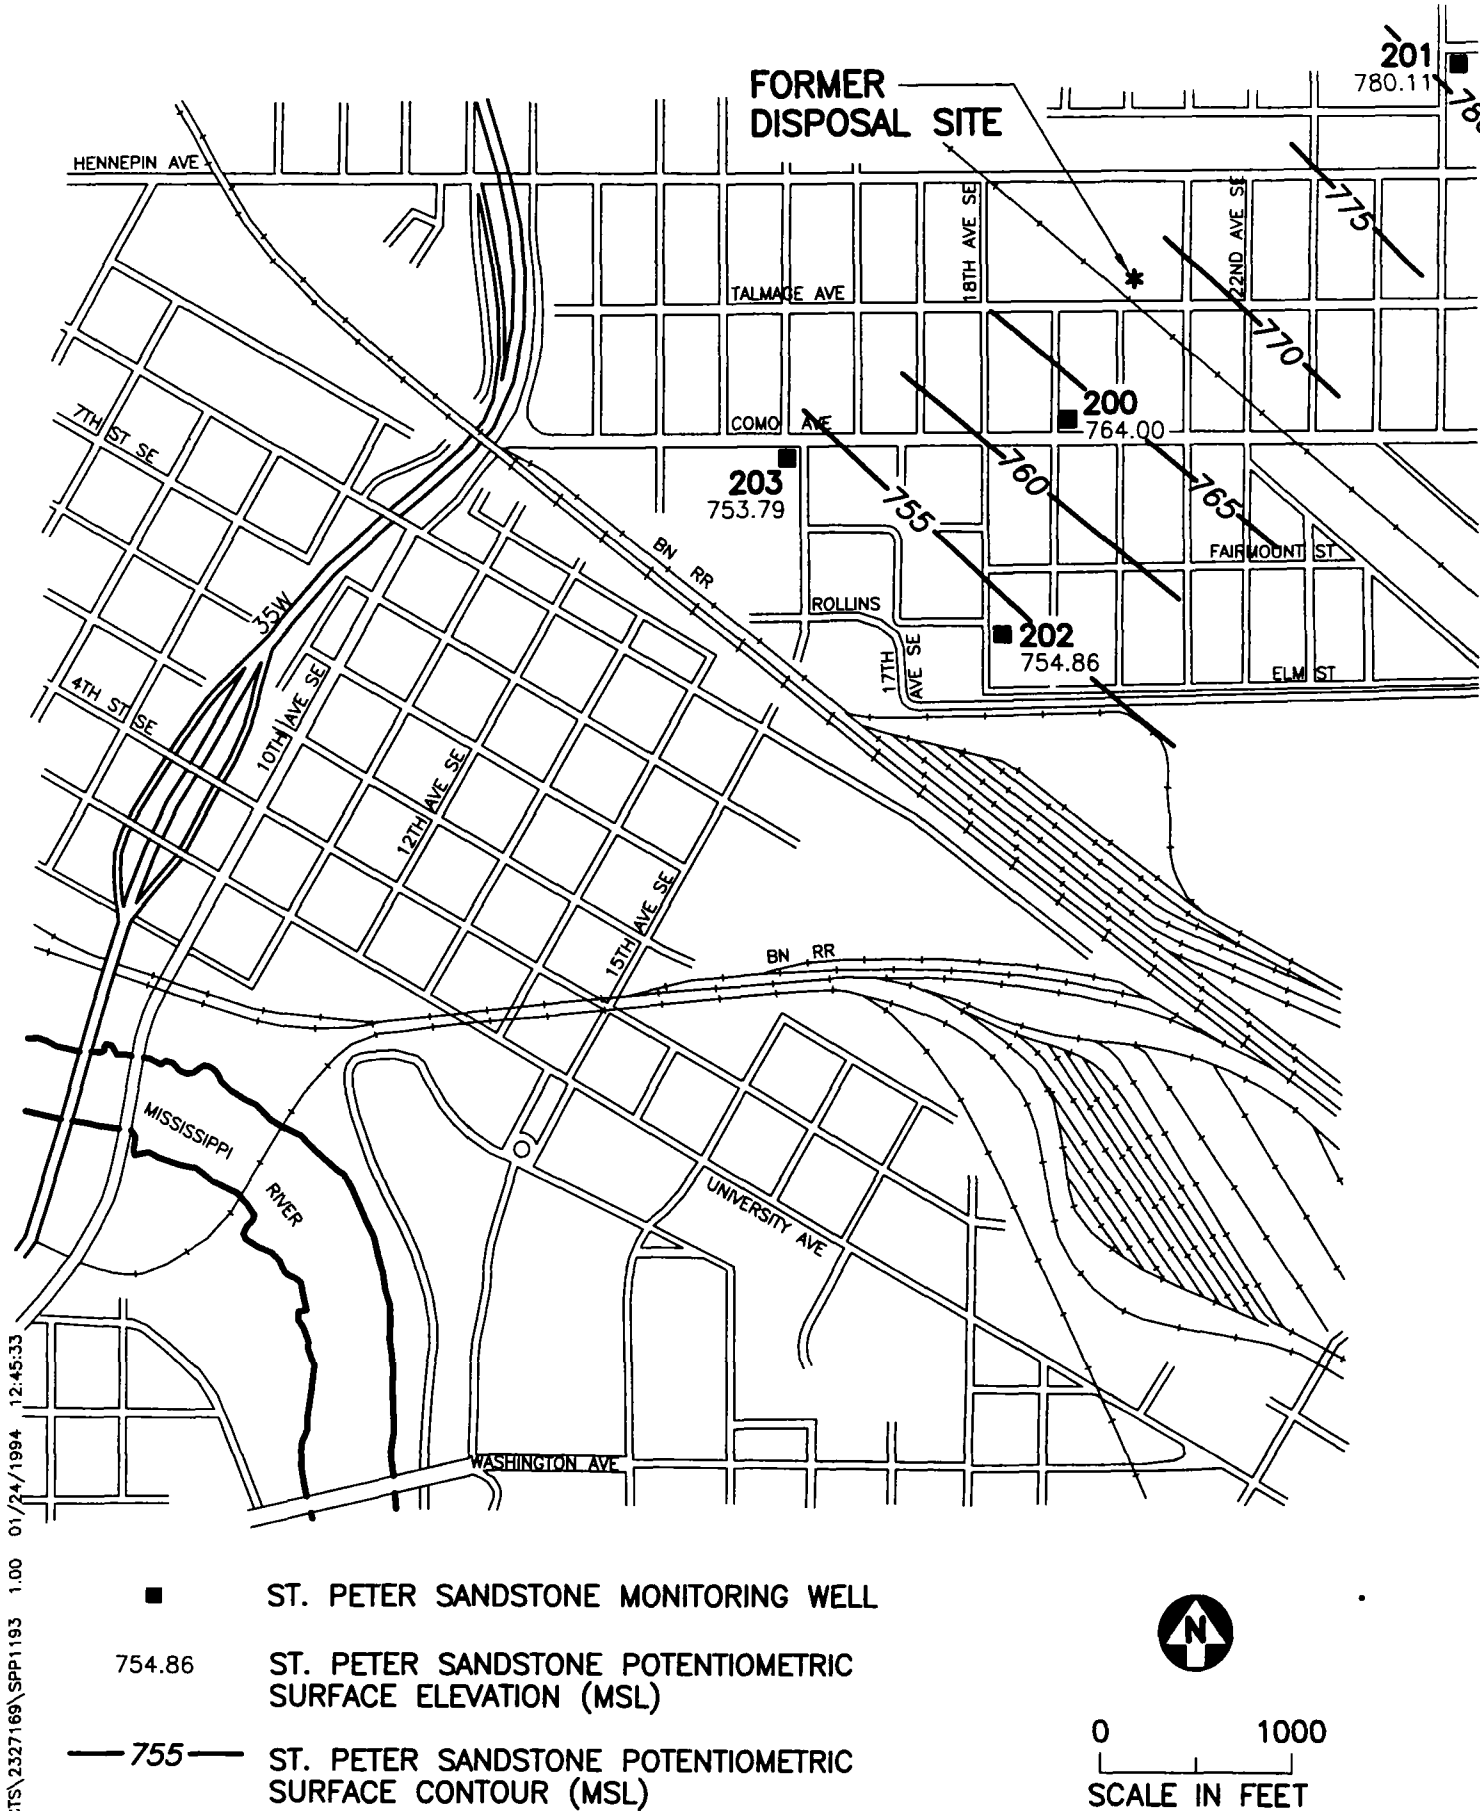 201
780.11
FORMER
DISPOSAL SITE
HENNEPIN AVE
775
18TH AVE SE
22ND AVE SE
TALMAGE AVE
770
200
764.00
7TH ST SE
COMO AVE
203
753.79
760
765
755
FAIRMOUNT ST
BN RR
35W
ROLLINS
202
754.86
17TH
AVE SE
ELM ST
4TH ST SE
10TH AVE SE
12TH AVE SE
15TH AVE SE
BN RR
MISSISSIPPI
RIVER
UNIVERSITY AVE
WASHINGTON AVE
TS\2327169\SPP1193 1.00 01/24/1994 12:45:33
ST. PETER SANDSTONE MONITORING WELL
754.86
ST. PETER SANDSTONE POTENTIOMETRIC
SURFACE ELEVATION (MSL)
755
ST. PETER SANDSTONE POTENTIOMETRIC
SURFACE CONTOUR (MSL)
N
0 1000
SCALE IN FEET